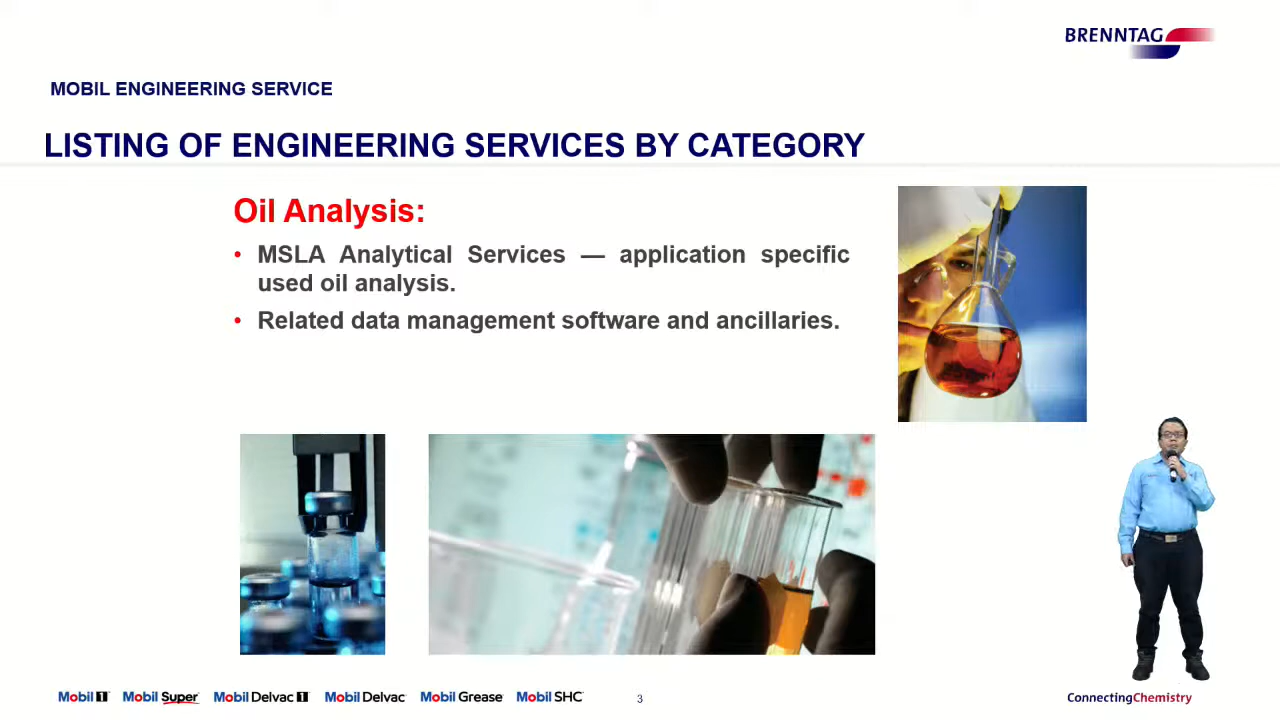 BRENNTAG
MOBIL ENGINEERING SERVICE
LISTING OF ENGINEERING SERVICES BY CATEGORY
Oil Analysis:
• MSLA Analytical Services — application specific
used oil analysis.
• Related data management software and ancillaries.
Mobil 1 Mobil Super Mobil Delvac 1 Mobil Delvac Mobil Grease Mobil SHC 3 ConnectingChemistry